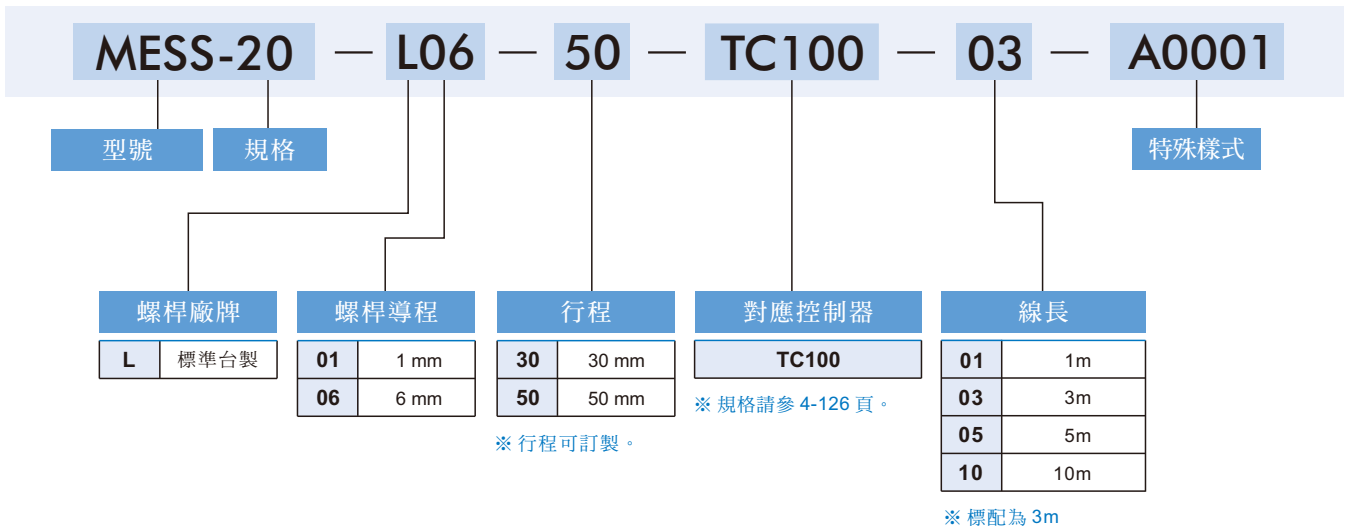 MESS-20 — L06 — 50 — TC100 — 03 — A0001
型號 規格 特殊樣式
螺桿廠牌
L 標準台製
螺桿導程
01 1 mm
06 6 mm
行程
30 30 mm
50 50 mm
※ 行程可訂製。
對應控制器
TC100
※ 規格請參 4-126 頁。
線長
01 1m
03 3m
05 5m
10 10m
※ 標配為 3m